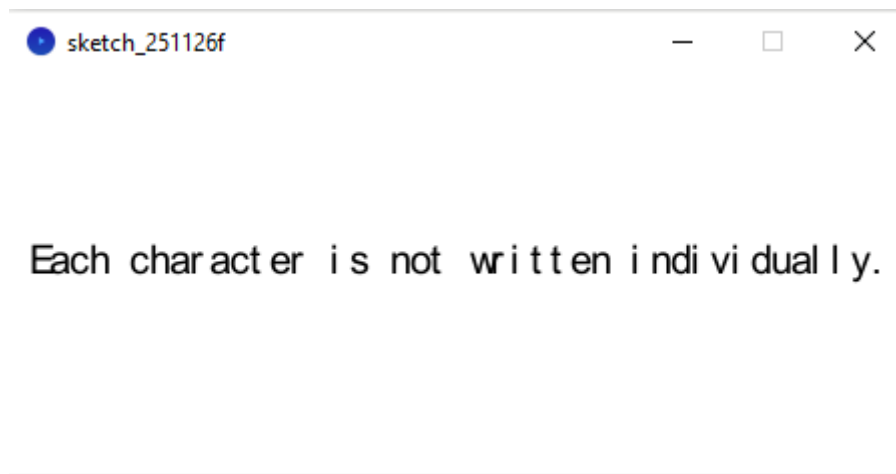 sketch_251126f
Each character is not written individually.